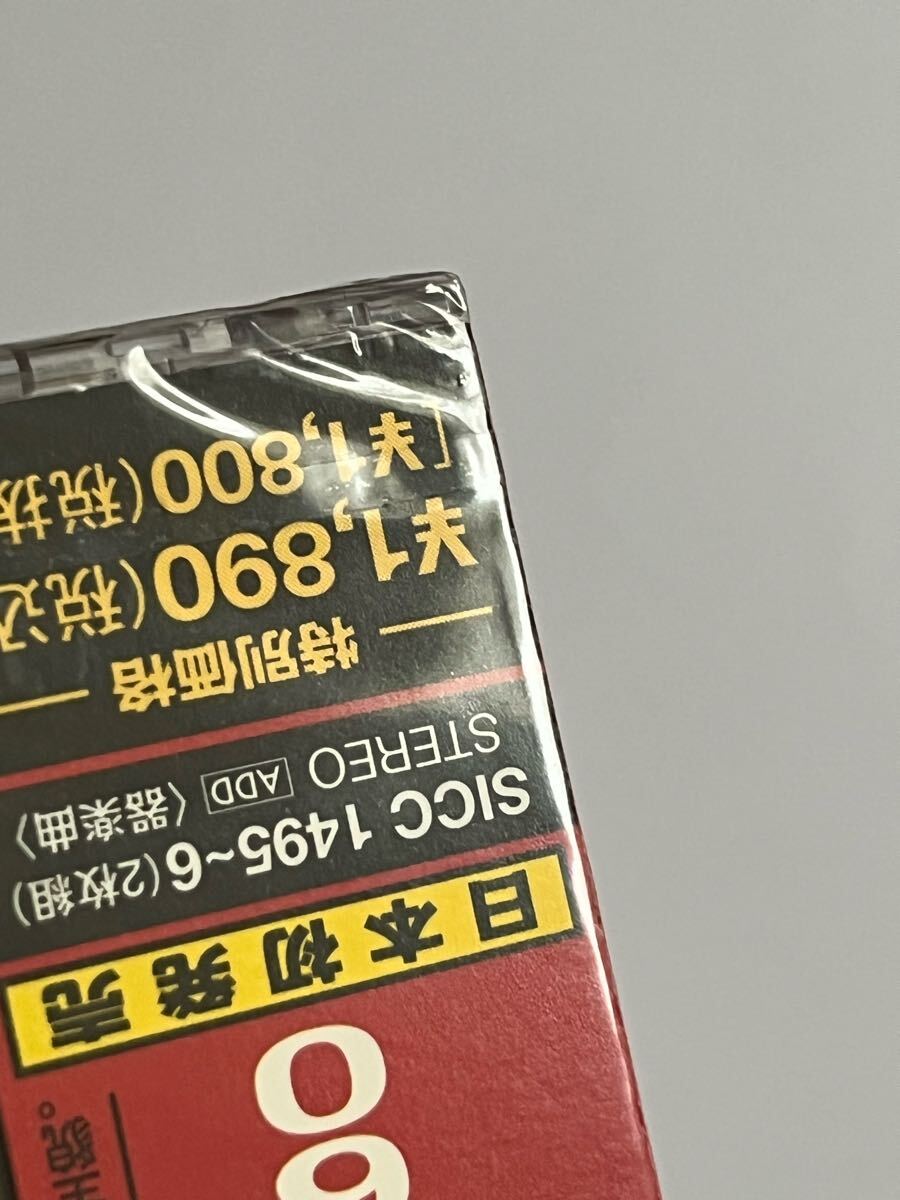 60
日本初発売
SICC 1495~6(2枚組)
STEREO ADD 〈器楽曲〉
特別価格
¥1,890(税込
[¥1,800(税抜